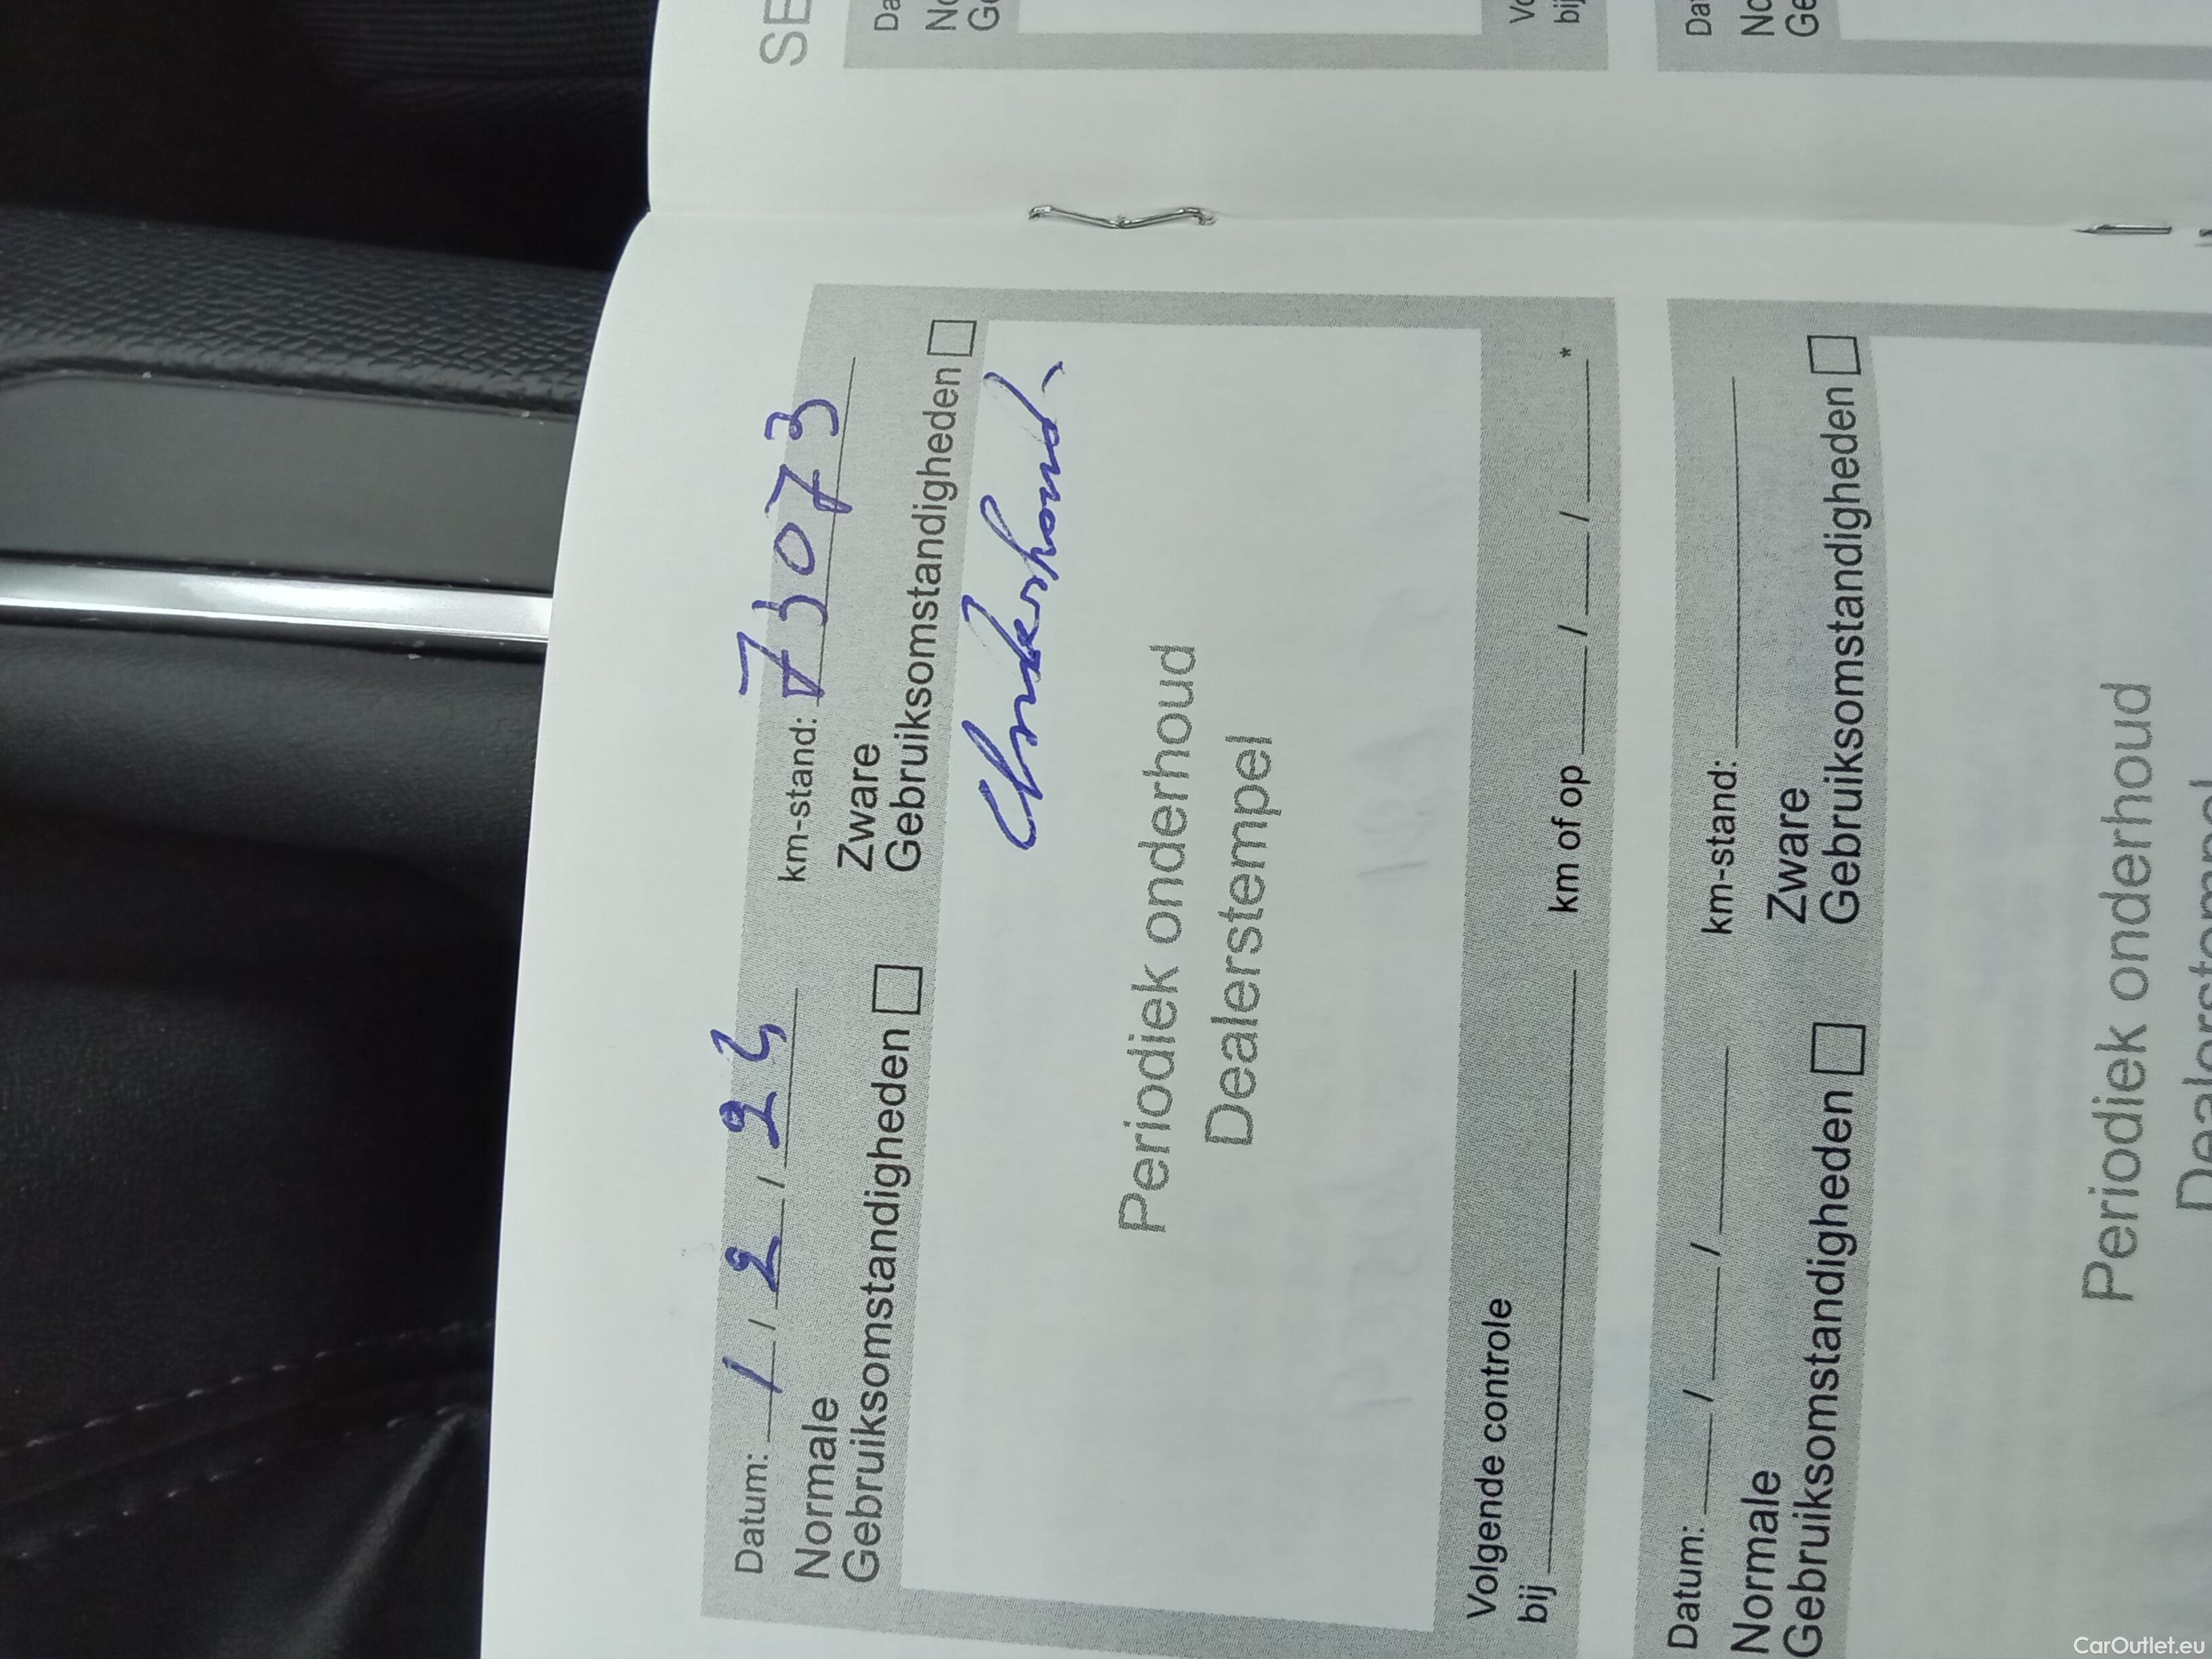 Datum: 1 / 2 / 24 km-stand: 73073
Normale Zware
Gebruiksomstandigheden Gebruiksomstandigheden
Periodiek onderhoud
Dealerstempel
Volgende controle
bij km of op / / *
Datum: / / km-stand:
Normale Zware
Gebruiksomstandigheden Gebruiksomstandigheden
Periodiek onderhoud
Dealerstempel
CarOutlet.eu